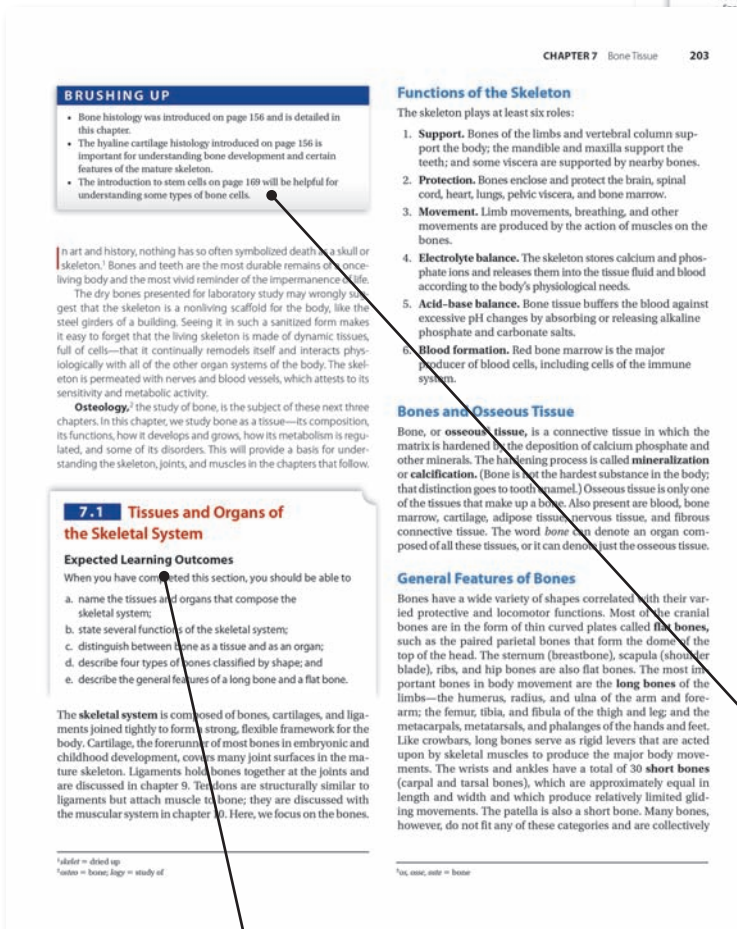 CHAPTER 7 Bone Tissue 203
BRUSHING UP
• Bone histology was introduced on page 156 and is detailed in
this chapter.
• The hyaline cartilage histology introduced on page 156 is
important for understanding bone development and certain
features of the mature skeleton.
• The introduction to stem cells on page 169 will be helpful for
understanding some types of bone cells.
In art and history, nothing has so often symbolized death as a skull or
skeleton.¹ Bones and teeth are the most durable remains of a once-
living body and the most vivid reminder of the impermanence of life.
The dry bones presented for laboratory study may wrongly sug-
gest that the skeleton is a nonliving scaffold for the body, like the
steel girders of a building. Seeing it in such a sanitized form makes
it easy to forget that the living skeleton is made of dynamic tissues,
full of cells—that it continually remodels itself and interacts phys-
iologically with all of the other organ systems of the body. The skel-
eton is permeated with nerves and blood vessels, which attests to its
sensitivity and metabolic activity.
Osteology,² the study of bone, is the subject of these next three
chapters. In this chapter, we study bone as a tissue—its composition,
its functions, how it develops and grows, how its metabolism is regu-
lated, and some of its disorders. This will provide a basis for under-
standing the skeleton, joints, and muscles in the chapters that follow.
7.1 Tissues and Organs of
the Skeletal System
Expected Learning Outcomes
When you have completed this section, you should be able to
a. name the tissues and organs that compose the
skeletal system;
b. state several functions of the skeletal system;
c. distinguish between bone as a tissue and as an organ;
d. describe four types of bones classified by shape; and
e. describe the general features of a long bone and a flat bone.
The skeletal system is composed of bones, cartilages, and liga-
ments joined tightly to form a strong, flexible framework for the
body. Cartilage, the forerunner of most bones in embryonic and
childhood development, covers many joint surfaces in the ma-
ture skeleton. Ligaments hold bones together at the joints and
are discussed in chapter 9. Tendons are structurally similar to
ligaments but attach muscle to bone; they are discussed with
the muscular system in chapter 10. Here, we focus on the bones.
¹skelet = dried up
²osteo = bone; logy = study of
Functions of the Skeleton
The skeleton plays at least six roles:
1. Support. Bones of the limbs and vertebral column sup-
port the body; the mandible and maxilla support the
teeth; and some viscera are supported by nearby bones.
2. Protection. Bones enclose and protect the brain, spinal
cord, heart, lungs, pelvic viscera, and bone marrow.
3. Movement. Limb movements, breathing, and other
movements are produced by the action of muscles on the
bones.
4. Electrolyte balance. The skeleton stores calcium and phos-
phate ions and releases them into the tissue fluid and blood
according to the body's physiological needs.
5. Acid–base balance. Bone tissue buffers the blood against
excessive pH changes by absorbing or releasing alkaline
phosphate and carbonate salts.
6. Blood formation. Red bone marrow is the major
producer of blood cells, including cells of the immune
system.
Bones and Osseous Tissue
Bone, or osseous³ tissue, is a connective tissue in which the
matrix is hardened by the deposition of calcium phosphate and
other minerals. The hardening process is called mineralization
or calcification. (Bone is not the hardest substance in the body;
that distinction goes to tooth enamel.) Osseous tissue is only one
of the tissues that make up a bone. Also present are blood, bone
marrow, cartilage, adipose tissue, nervous tissue, and fibrous
connective tissue. The word bone can denote an organ com-
posed of all these tissues, or it can denote just the osseous tissue.
General Features of Bones
Bones have a wide variety of shapes correlated with their var-
ied protective and locomotor functions. Most of the cranial
bones are in the form of thin curved plates called flat bones,
such as the paired parietal bones that form the dome of the
top of the head. The sternum (breastbone), scapula (shoulder
blade), ribs, and hip bones are also flat bones. The most im-
portant bones in body movement are the long bones of the
limbs—the humerus, radius, and ulna of the arm and fore-
arm; the femur, tibia, and fibula of the thigh and leg; and the
metacarpals, metatarsals, and phalanges of the hands and feet.
Like crowbars, long bones serve as rigid levers that are acted
upon by skeletal muscles to produce the major body move-
ments. The wrists and ankles have a total of 30 short bones
(carpal and tarsal bones), which are approximately equal in
length and width and which produce relatively limited glid-
ing movements. The patella is also a short bone. Many bones,
however, do not fit any of these categories and are collectively
³os, osse, oste = bone